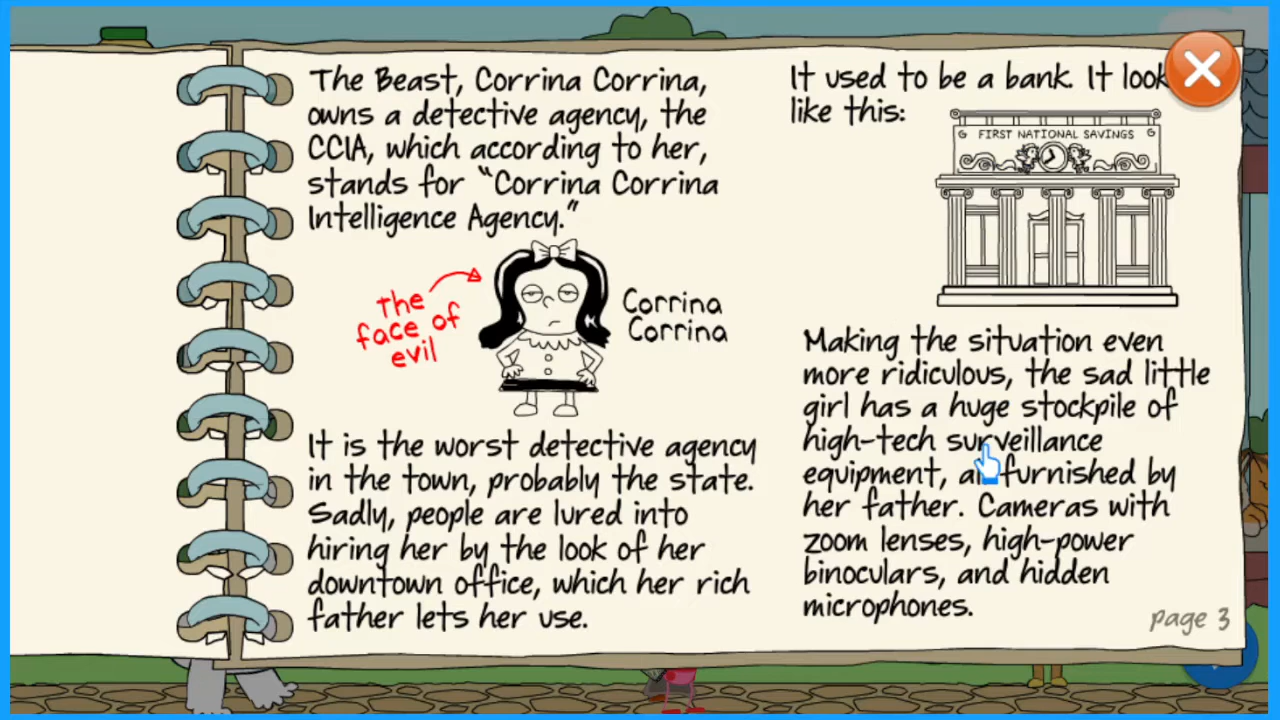 The Beast, Corrina Corrina,
owns a detective agency, the
CCIA, which according to her,
stands for “Corrina Corrina
Intelligence Agency.”
The
face of
evil
Corrina
Corrina
It is the worst detective agency
in the town, probably the state.
Sadly, people are lured into
hiring her by the look of her
downtown office, which her rich
father lets her use.
It used to be a bank. It look
like this:
FIRST NATIONAL SAVINGS
Making the situation even
more ridiculous, the sad little
girl has a huge stockpile of
high-tech surveillance
equipment, furnished by
her father. Cameras with
zoom lenses, high-power
binoculars, and hidden
microphones.
page 3